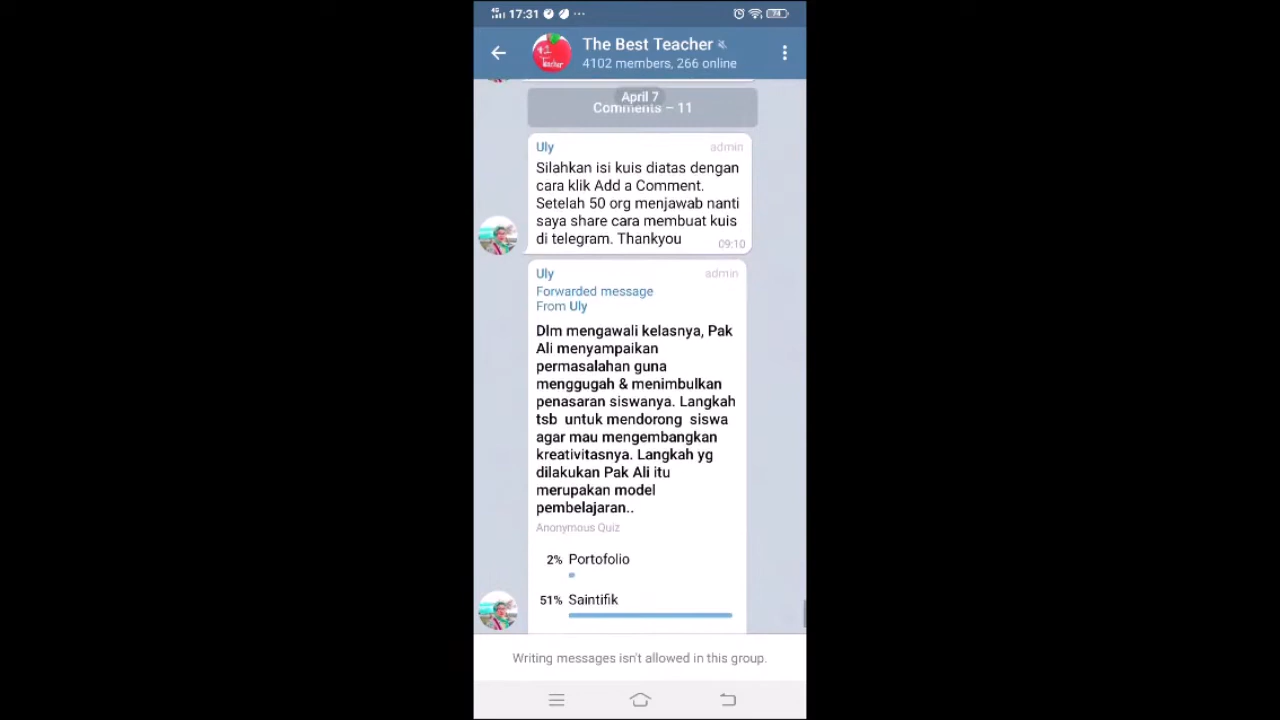 17:31
74
The Best Teacher
4102 members, 266 online
April 7
Comments – 11
Uly admin
Silahkan isi kuis diatas dengan
cara klik Add a Comment.
Setelah 50 org menjawab nanti
saya share cara membuat kuis
di telegram. Thankyou
09:10
Uly admin
Forwarded message
From Uly
Dlm mengawali kelasnya, Pak
Ali menyampaikan
permasalahan guna
menggugah & menimbulkan
penasaran siswanya. Langkah
tsb untuk mendorong siswa
agar mau mengembangkan
kreativitasnya. Langkah yg
dilakukan Pak Ali itu
merupakan model
pembelajaran..
Anonymous Quiz
2% Portofolio
51% Saintifik
Writing messages isn't allowed in this group.